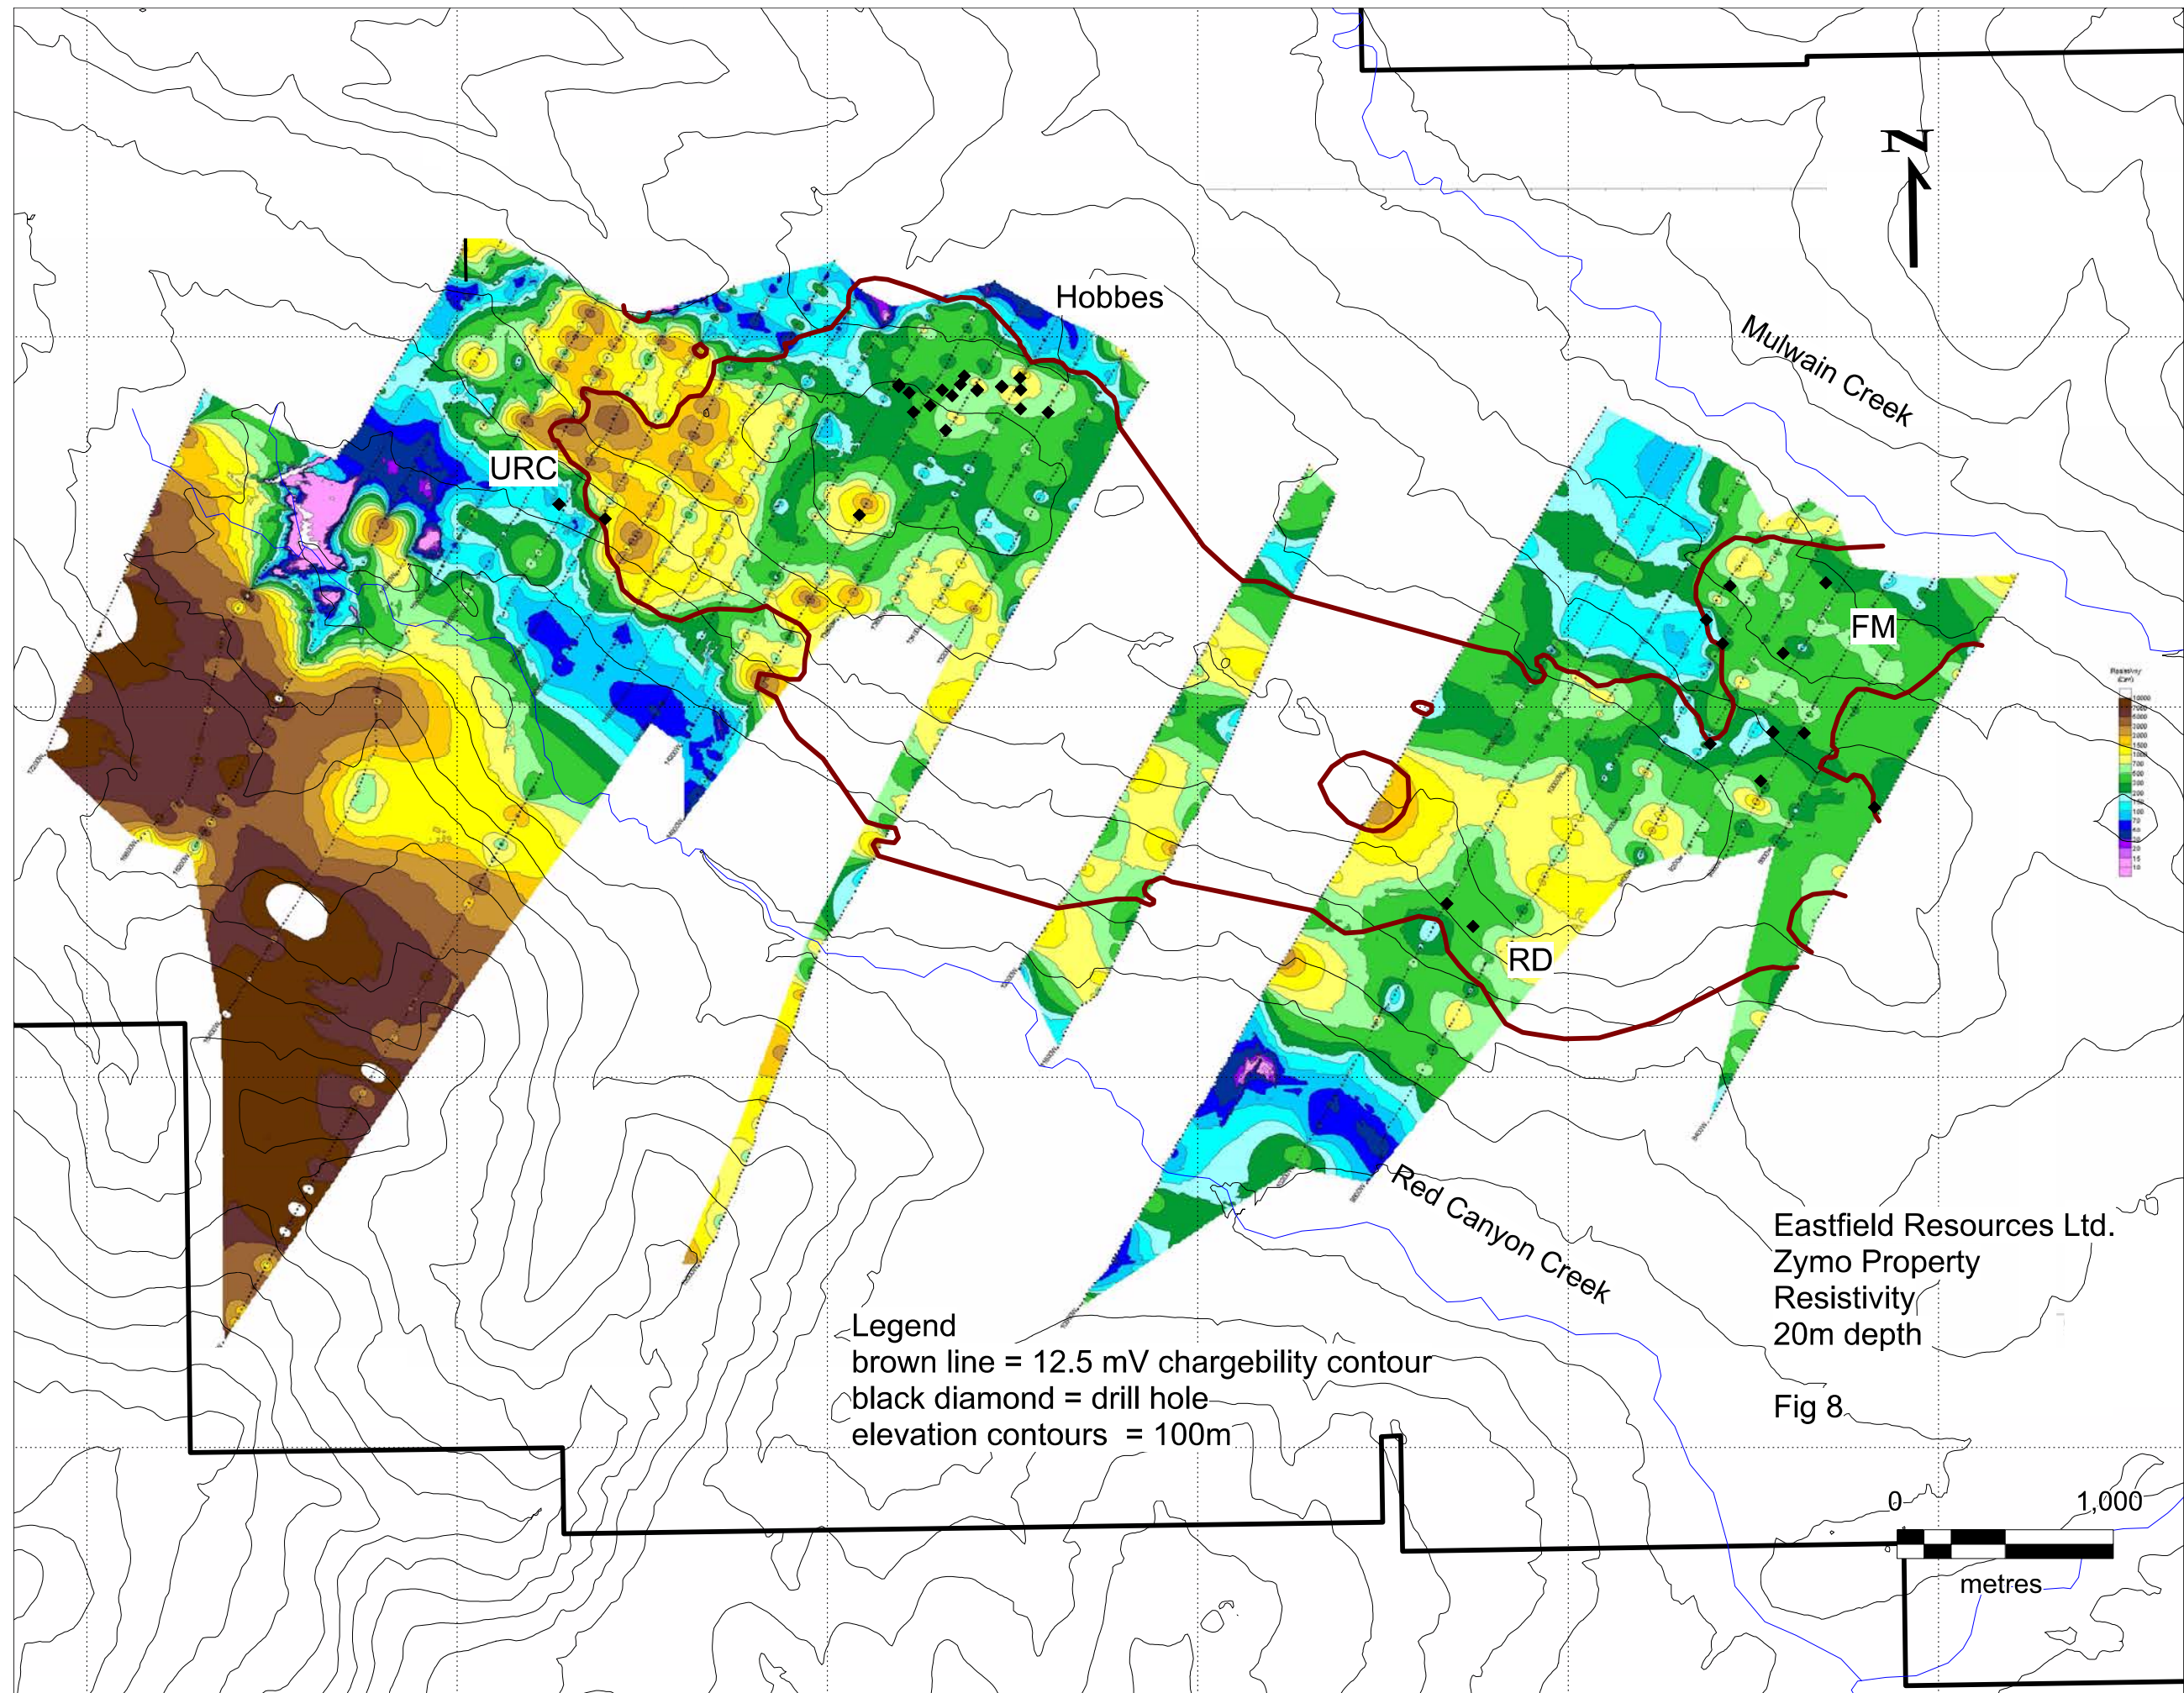 N
Hobbes
Mulwain Creek
URC
FM
Resistivity
10000
RD
Red Canyon Creek
Eastfield Resources Ltd.
Zymo Property
Resistivity
20m depth
Fig 8
Legend
brown line = 12.5 mV chargebility contour
black diamond = drill hole
elevation contours = 100m
0 1,000
metres